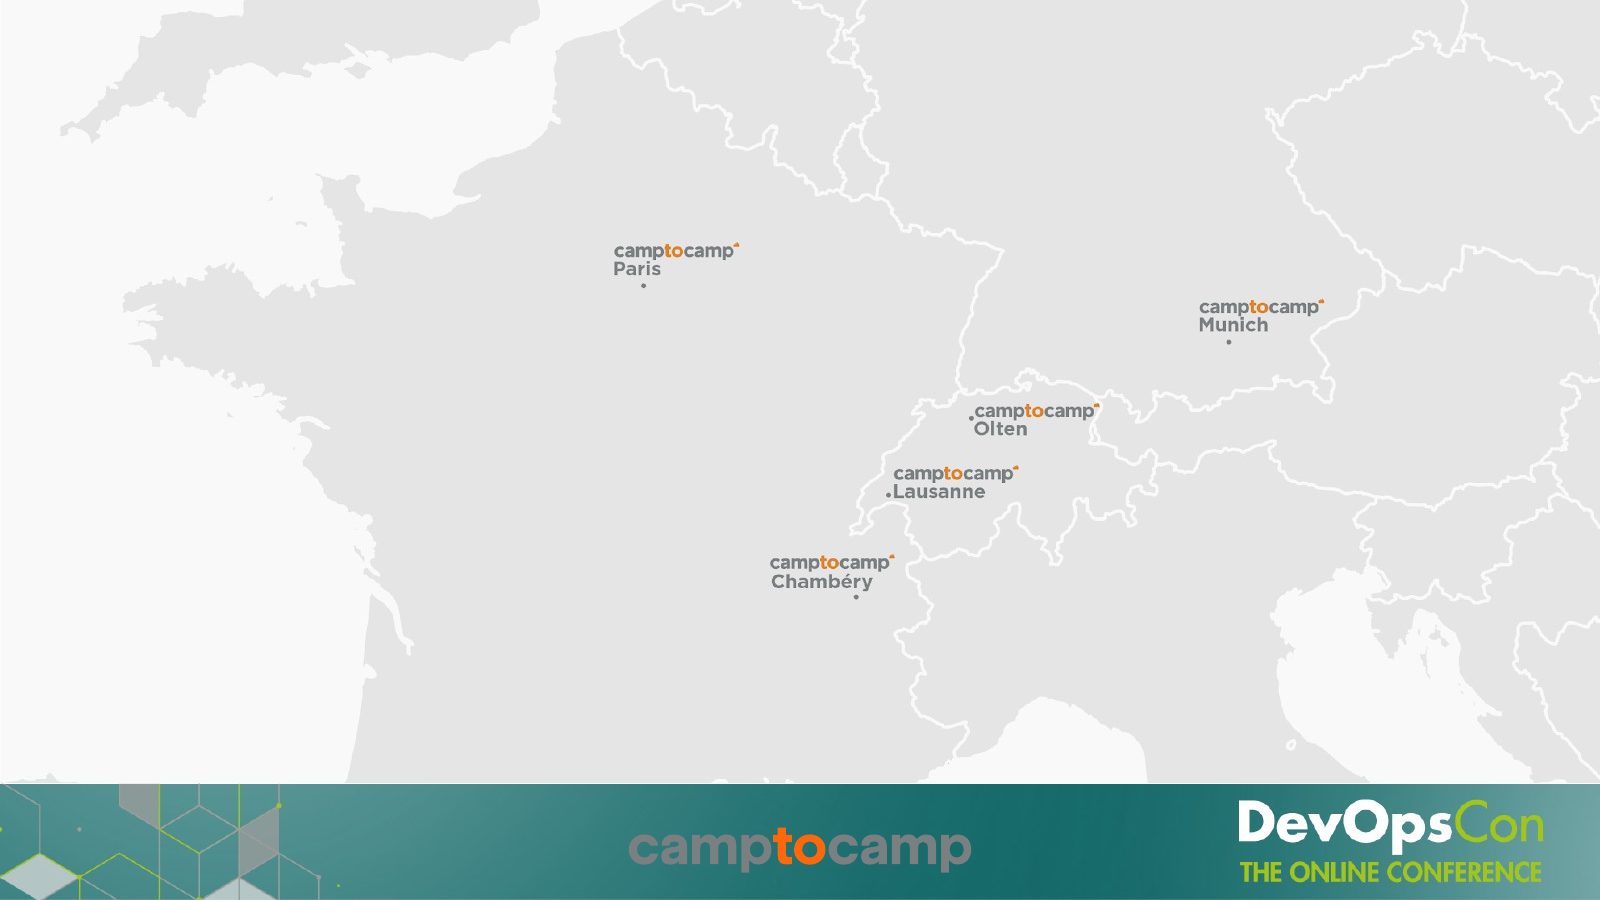 camptocamp
Paris
camptocamp
Munich
camptocamp
Olten
camptocamp
Lausanne
camptocamp
Chambéry
camptocamp
DevOpsCon
THE ONLINE CONFERENCE